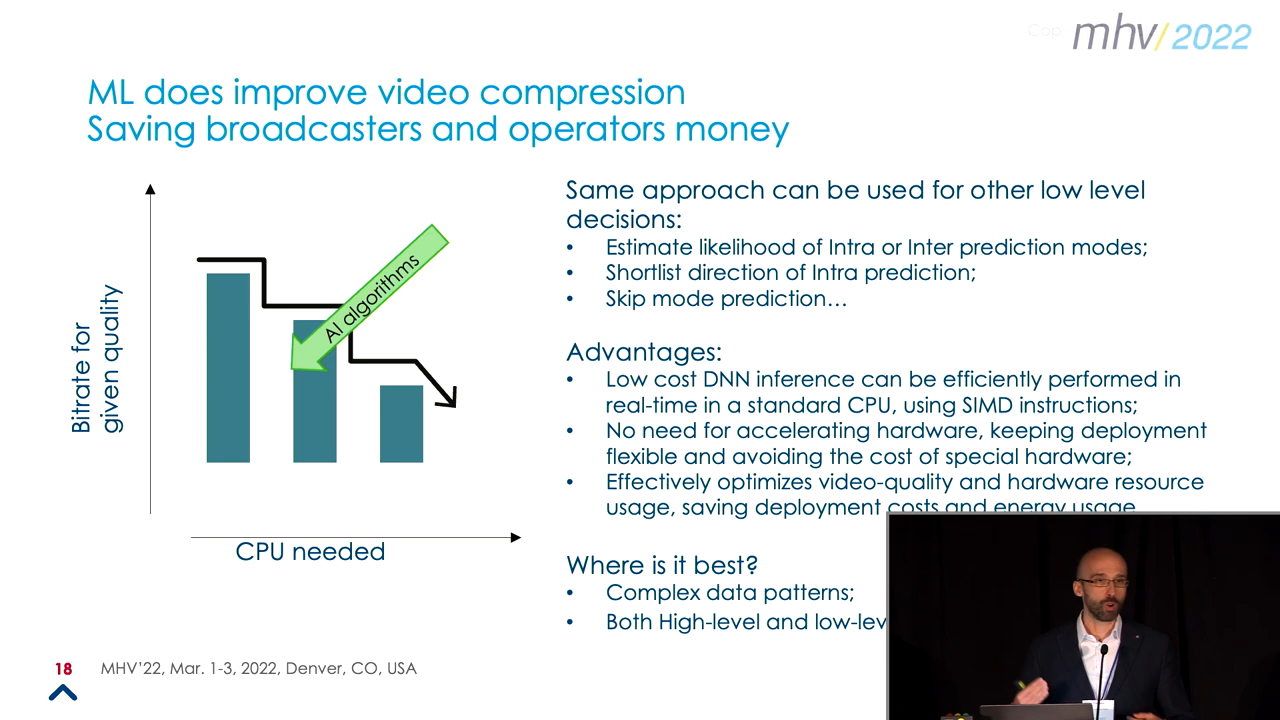 mhv/2022
ML does improve video compression
Saving broadcasters and operators money
Bitrate for
given quality
AI algorithms
CPU needed
Same approach can be used for other low level
decisions:
• Estimate likelihood of Intra or Inter prediction modes;
• Shortlist direction of Intra prediction;
• Skip mode prediction…
Advantages:
• Low cost DNN inference can be efficiently performed in
real-time in a standard CPU, using SIMD instructions;
• No need for accelerating hardware, keeping deployment
flexible and avoiding the cost of special hardware;
• Effectively optimizes video-quality and hardware resource
usage, saving deployment costs and energy usage
Where is it best?
• Complex data patterns;
• Both High-level and
18 MHV’22, Mar. 1-3, 2022, Denver, CO, USA